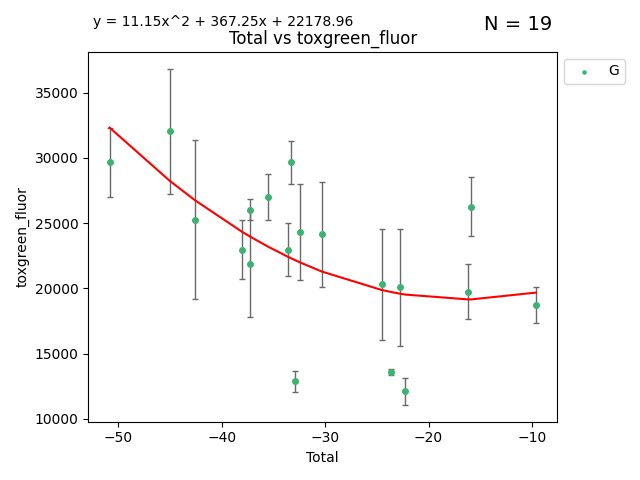 y = 11.15x^2 + 367.25x + 22178.96
N = 19
Total vs toxgreen_fluor
G
toxgreen_fluor
35000
30000
25000
20000
15000
10000
−50
−40
−30
−20
−10
Total